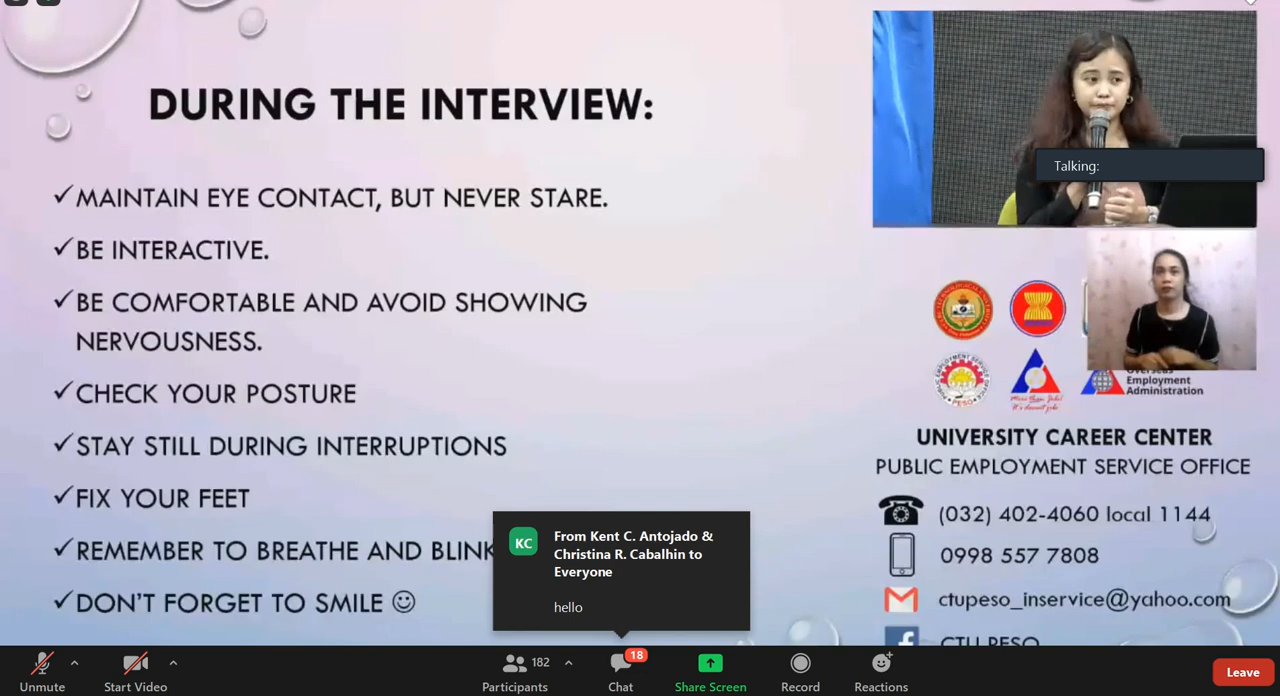 DURING THE INTERVIEW:
✓MAINTAIN EYE CONTACT, BUT NEVER STARE.
✓BE INTERACTIVE.
✓BE COMFORTABLE AND AVOID SHOWING
NERVOUSNESS.
✓CHECK YOUR POSTURE
✓STAY STILL DURING INTERRUPTIONS
✓FIX YOUR FEET
✓REMEMBER TO BREATHE AND BLINK
✓DON'T FORGET TO SMILE ☺
Talking:
PESO
Overseas
Employment
Administration
UNIVERSITY CAREER CENTER
PUBLIC EMPLOYMENT SERVICE OFFICE
(032) 402-4060 local 1144
0998 557 7808
ctupeso_inservice@yahoo.com
CTU PESO
KC
From Kent C. Antojado &
Christina R. Cabalhin to
Everyone
hello
Unmute
Start Video
182
Participants
18
Chat
Share Screen
Record
Reactions
Leave